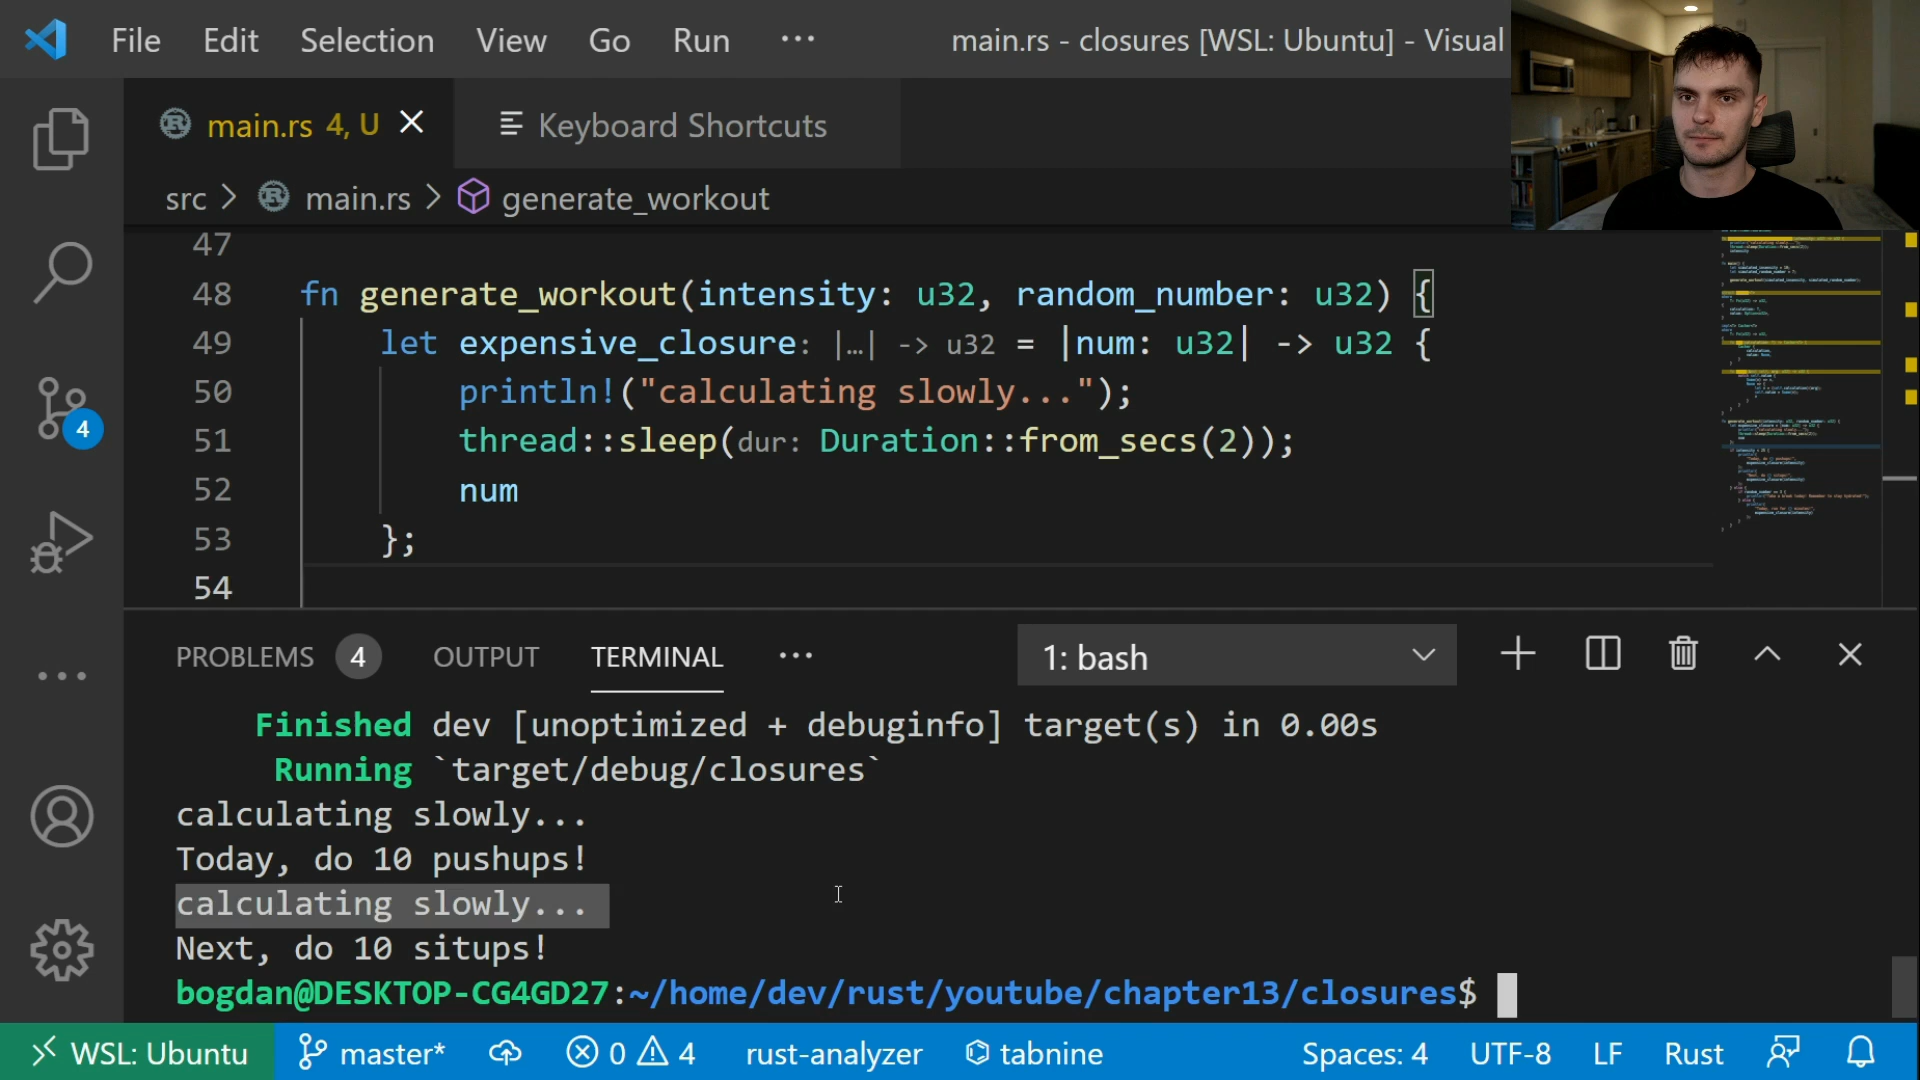 File Edit Selection View Go Run ··· main.rs - closures [WSL: Ubuntu] - Visual
main.rs 4, U Keyboard Shortcuts
src > main.rs > generate_workout
47
48 fn generate_workout(intensity: u32, random_number: u32) {
49 let expensive_closure: |…| -> u32 = |num: u32| -> u32 {
50 println!("calculating slowly...");
51 thread::sleep(dur: Duration::from_secs(2));
52 num
53 };
54
4
PROBLEMS 4 OUTPUT TERMINAL ··· 1: bash
Finished dev [unoptimized + debuginfo] target(s) in 0.00s
Running `target/debug/closures`
calculating slowly...
Today, do 10 pushups!
calculating slowly...
Next, do 10 situps!
bogdan@DESKTOP-CG4GD27:~/home/dev/rust/youtube/chapter13/closures$
WSL: Ubuntu master* 0 4 rust-analyzer tabnine Spaces: 4 UTF-8 LF Rust